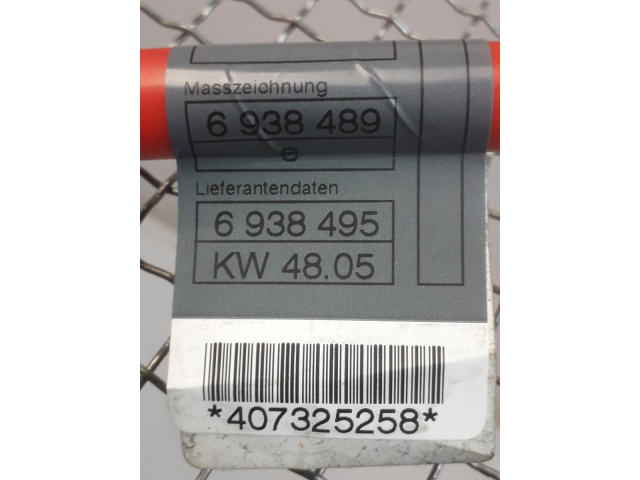 Masszeichnung
6 938 489
e
Lieferantendaten
6 938 495
KW 48.05
*407325258*